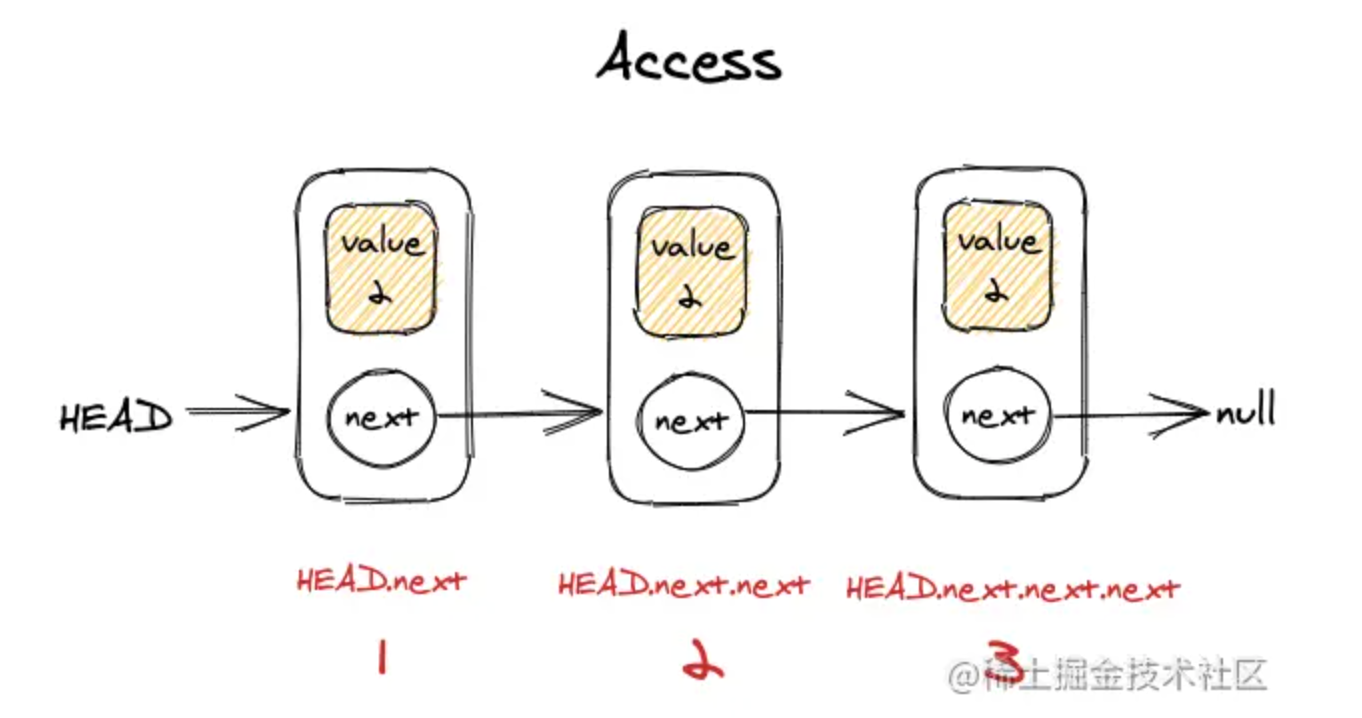 Access
value
2
value
2
value
2
HEAD
next
next
next
null
HEAD.next
HEAD.next.next
HEAD.next.next.next
1
2
3
@稀土掘金技术社区